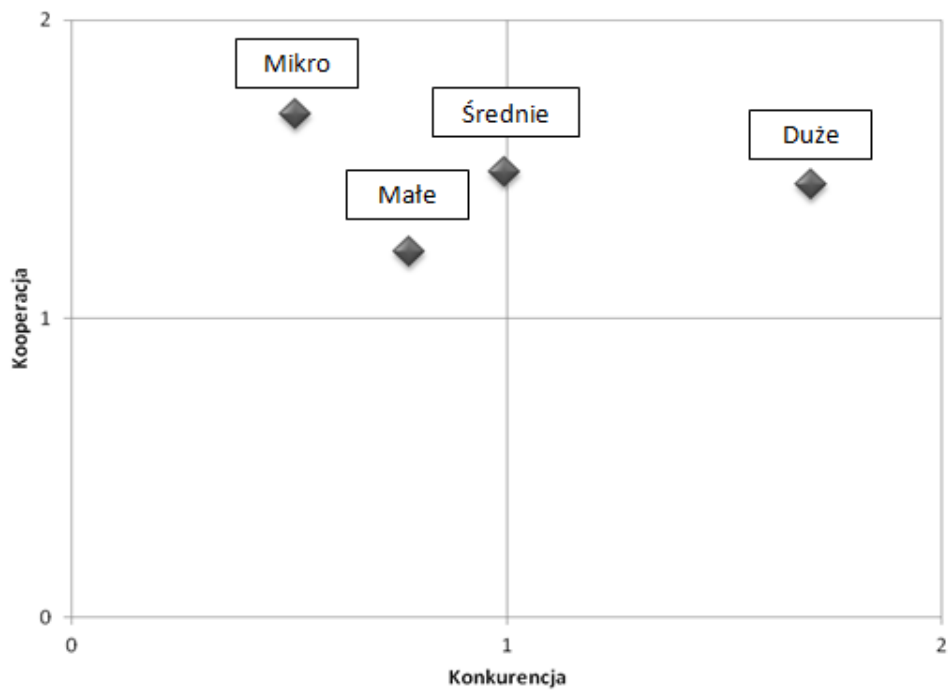 2
Mikro
Średnie
Duże
Małe
Kooperacja
1
0
0 1 2
Konkurencja